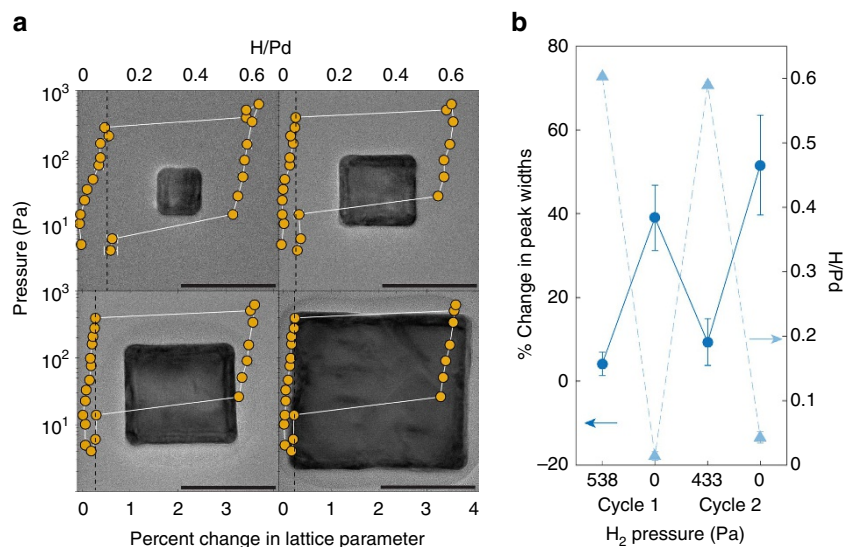 a
H/Pd
0 0.2 0.4 0.6 0 0.2 0.4 0.6
10³
10²
10¹
10³
10²
10¹
Pressure (Pa)
0 1 2 3 0 1 2 3 4
Percent change in lattice parameter
b
80
60
40
20
0
–20
% Change in peak widths
0.6
0.5
0.4
0.3
0.2
0.1
0
H/Pd
538 0 433 0
Cycle 1 Cycle 2
H₂ pressure (Pa)